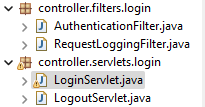 controller.filters.login
AuthenticationFilter.java
RequestLoggingFilter.java
controller.servlets.login
LoginServlet.java
LogoutServlet.java